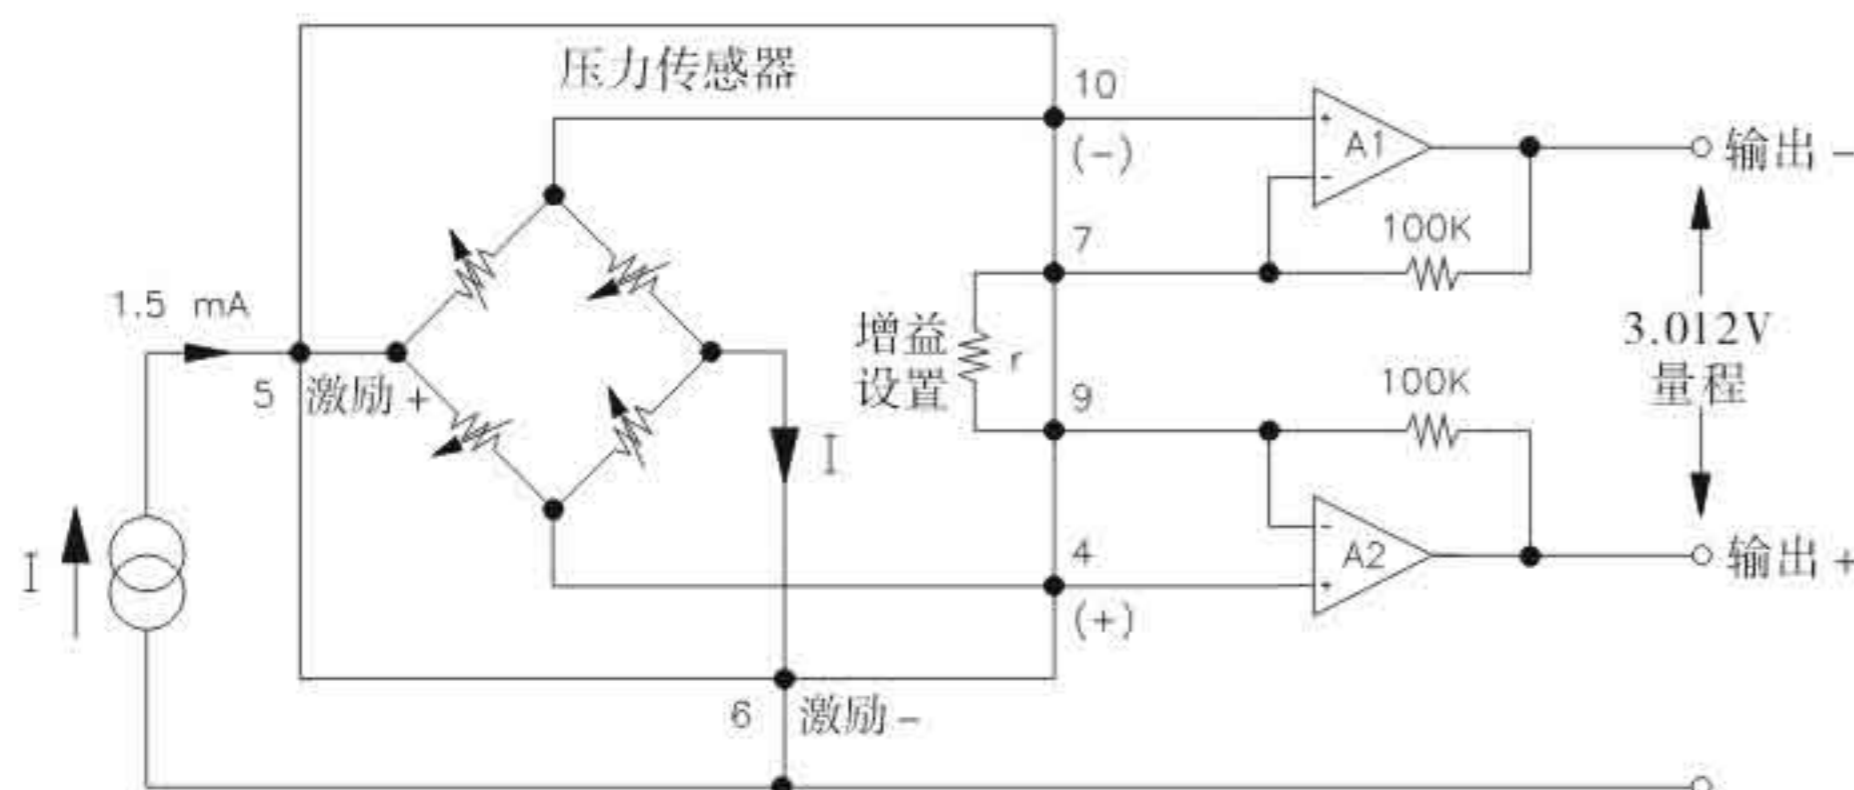 压力传感器
10
(-)
A1
输出 -
7
100K
1.5 mA
增益
设置
r
3.012V
量程
5
激励 +
9
100K
I
I
4
(+)
A2
输出 +
6
激励 -